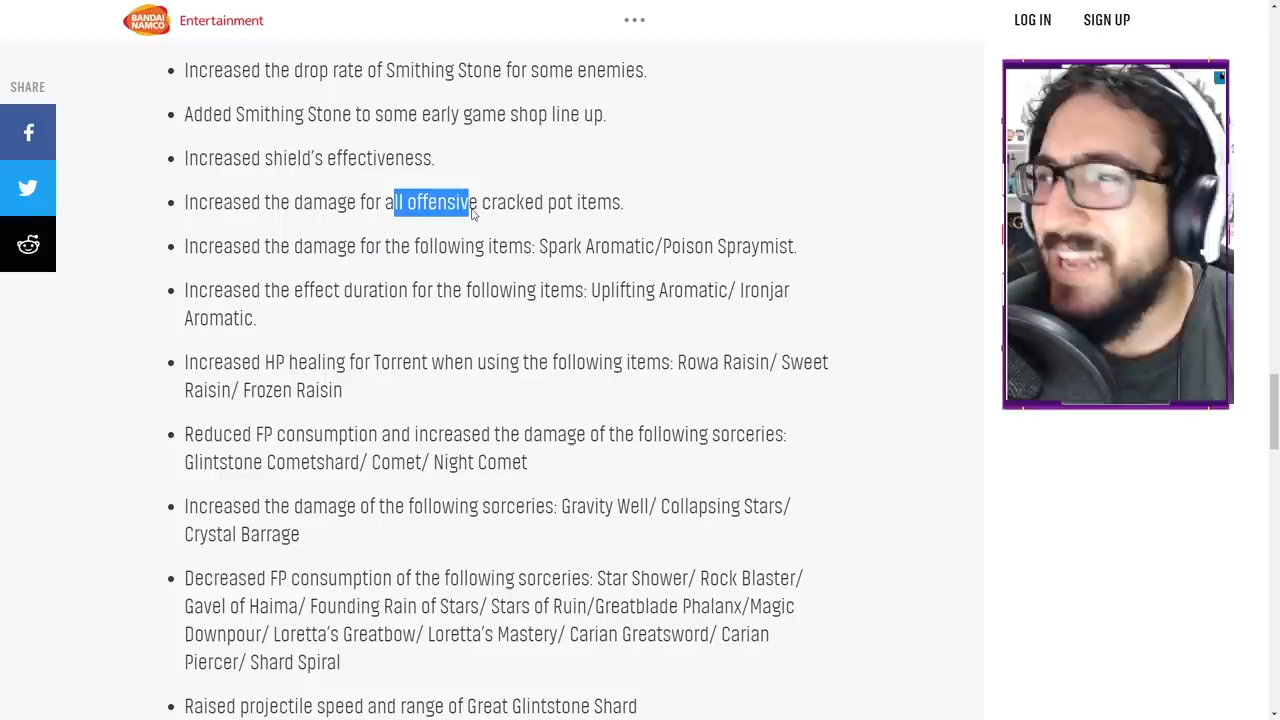 BANDAI
NAMCO
Entertainment
LOG IN
SIGN UP
SHARE
Increased the drop rate of Smithing Stone for some enemies.
Added Smithing Stone to some early game shop line up.
Increased shield’s effectiveness.
Increased the damage for all offensive cracked pot items.
Increased the damage for the following items: Spark Aromatic/Poison Spraymist.
Increased the effect duration for the following items: Uplifting Aromatic/ Ironjar
Aromatic.
Increased HP healing for Torrent when using the following items: Rowa Raisin/ Sweet
Raisin/ Frozen Raisin
Reduced FP consumption and increased the damage of the following sorceries:
Glintstone Cometshard/ Comet/ Night Comet
Increased the damage of the following sorceries: Gravity Well/ Collapsing Stars/
Crystal Barrage
Decreased FP consumption of the following sorceries: Star Shower/ Rock Blaster/
Gavel of Haima/ Founding Rain of Stars/ Stars of Ruin/Greatblade Phalanx/Magic
Downpour/ Loretta’s Greatbow/ Loretta’s Mastery/ Carian Greatsword/ Carian
Piercer/ Shard Spiral
Raised projectile speed and range of Great Glintstone Shard